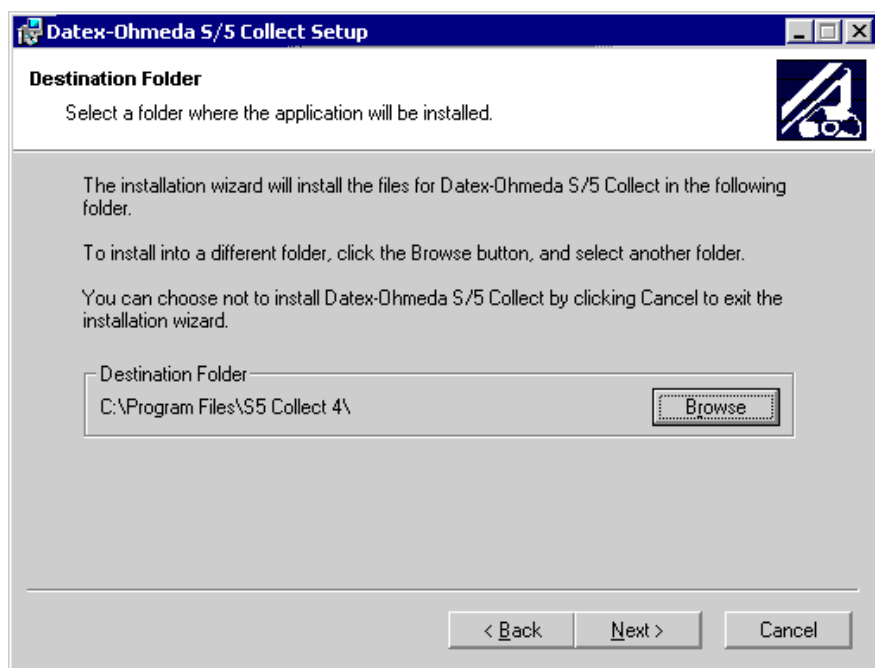 Datex-Ohmeda S/5 Collect Setup
Destination Folder
Select a folder where the application will be installed.
The installation wizard will install the files for Datex-Ohmeda S/5 Collect in the following
folder.
To install into a different folder, click the Browse button, and select another folder.
You can choose not to install Datex-Ohmeda S/5 Collect by clicking Cancel to exit the
installation wizard.
Destination Folder
C:\Program Files\S5 Collect 4\
Browse
< Back
Next >
Cancel